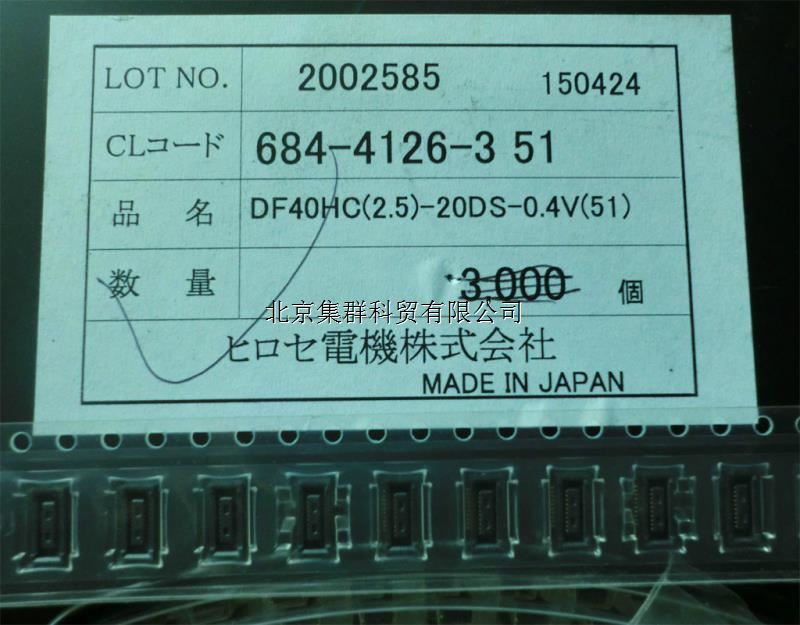 LOT NO. 2002585 150424
CLコード 684-4126-3 51
品 名 DF40HC(2.5)-20DS-0.4V(51)
数 量 3,000 個
北京集群科贸有限公司
ヒロセ電機株式会社
MADE IN JAPAN